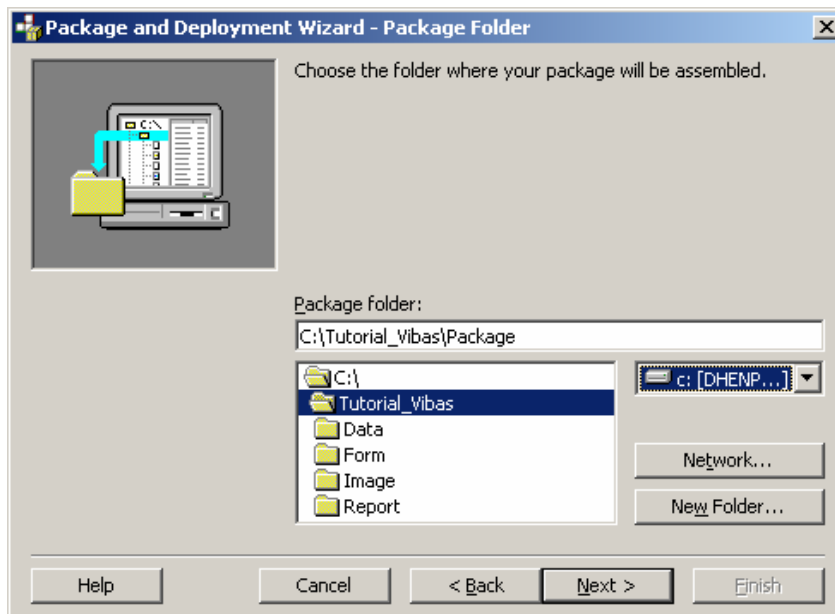 Package and Deployment Wizard - Package Folder
Choose the folder where your package will be assembled.
C:\
Package folder:
C:\Tutorial_Vibas\Package
C:\
c: [DHENP...]
Tutorial_Vibas
Data
Form
Image
Report
Network...
New Folder...
Help
Cancel
< Back
Next >
Finish